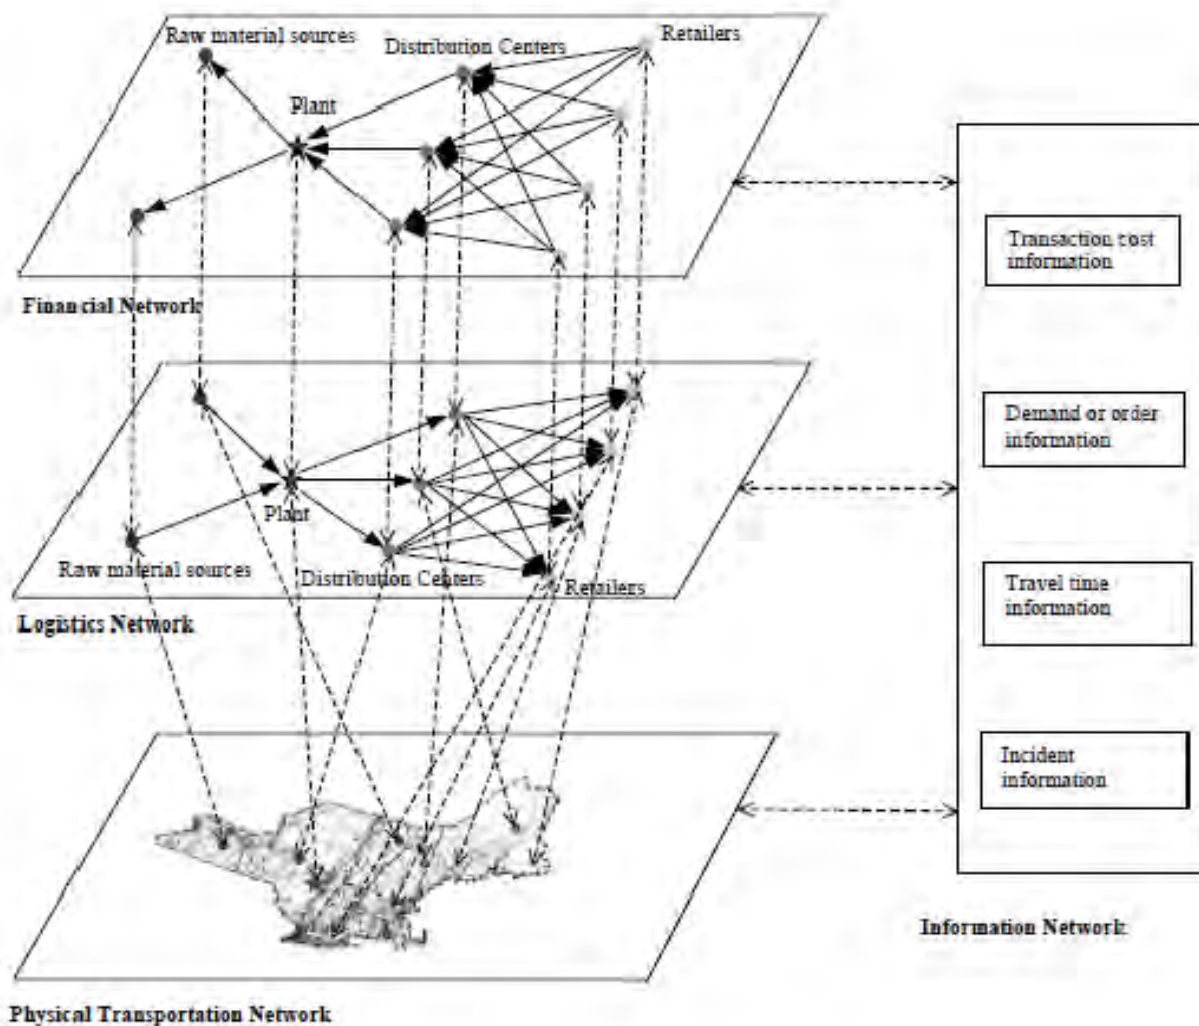 Raw material sources
Distribution Centers
Retailers
Plant
Financial Network
Transaction cost
information
Demand or order
information
Plant
Raw material sources
Distribution Centers
Retailers
Logistics Network
Travel time
information
Incident
information
Information Network
Physical Transportation Network